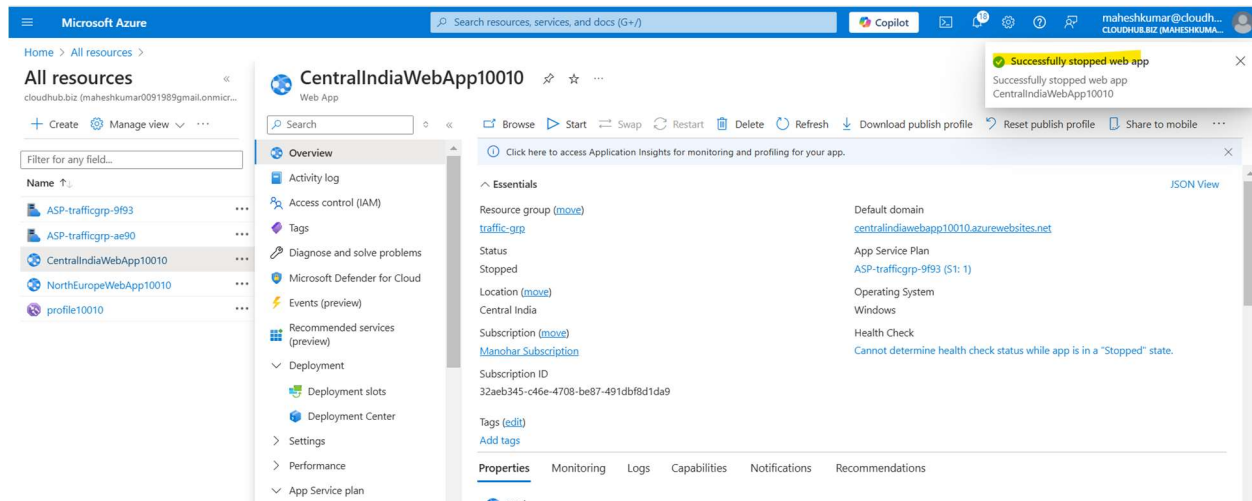 Microsoft Azure
Search resources, services, and docs (G+/)
Copilot
18
maheshkumar@cloudh...
CLOUDHUB.BIZ (MAHESHKUMA...
Home > All resources >
All resources
cloudhub.biz (maheshkumar0091989gmail.onmicr...
Create
Manage view
...
Filter for any field...
Name
ASP-trafficgrp-9f93
ASP-trafficgrp-ae90
CentralIndiaWebApp10010
NorthEuropeWebApp10010
profile10010
CentralIndiaWebApp10010
Web App
Successfully stopped web app
Successfully stopped web app
CentralIndiaWebApp10010
Search
Overview
Activity log
Access control (IAM)
Tags
Diagnose and solve problems
Microsoft Defender for Cloud
Events (preview)
Recommended services
(preview)
Deployment
Deployment slots
Deployment Center
Settings
Performance
App Service plan
Browse Start Swap Restart Delete Refresh Download publish profile Reset publish profile Share to mobile ...
Click here to access Application Insights for monitoring and profiling for your app.
Essentials
JSON View
Resource group (move)
traffic-grp
Status
Stopped
Location (move)
Central India
Subscription (move)
Manohar Subscription
Subscription ID
32aeb345-c46e-4708-be87-491dbf8d1da9
Default domain
centralindiawebapp10010.azurewebsites.net
App Service Plan
ASP-trafficgrp-9f93 (S1: 1)
Operating System
Windows
Health Check
Cannot determine health check status while app is in a "Stopped" state.
Tags (edit)
Add tags
Properties Monitoring Logs Capabilities Notifications Recommendations